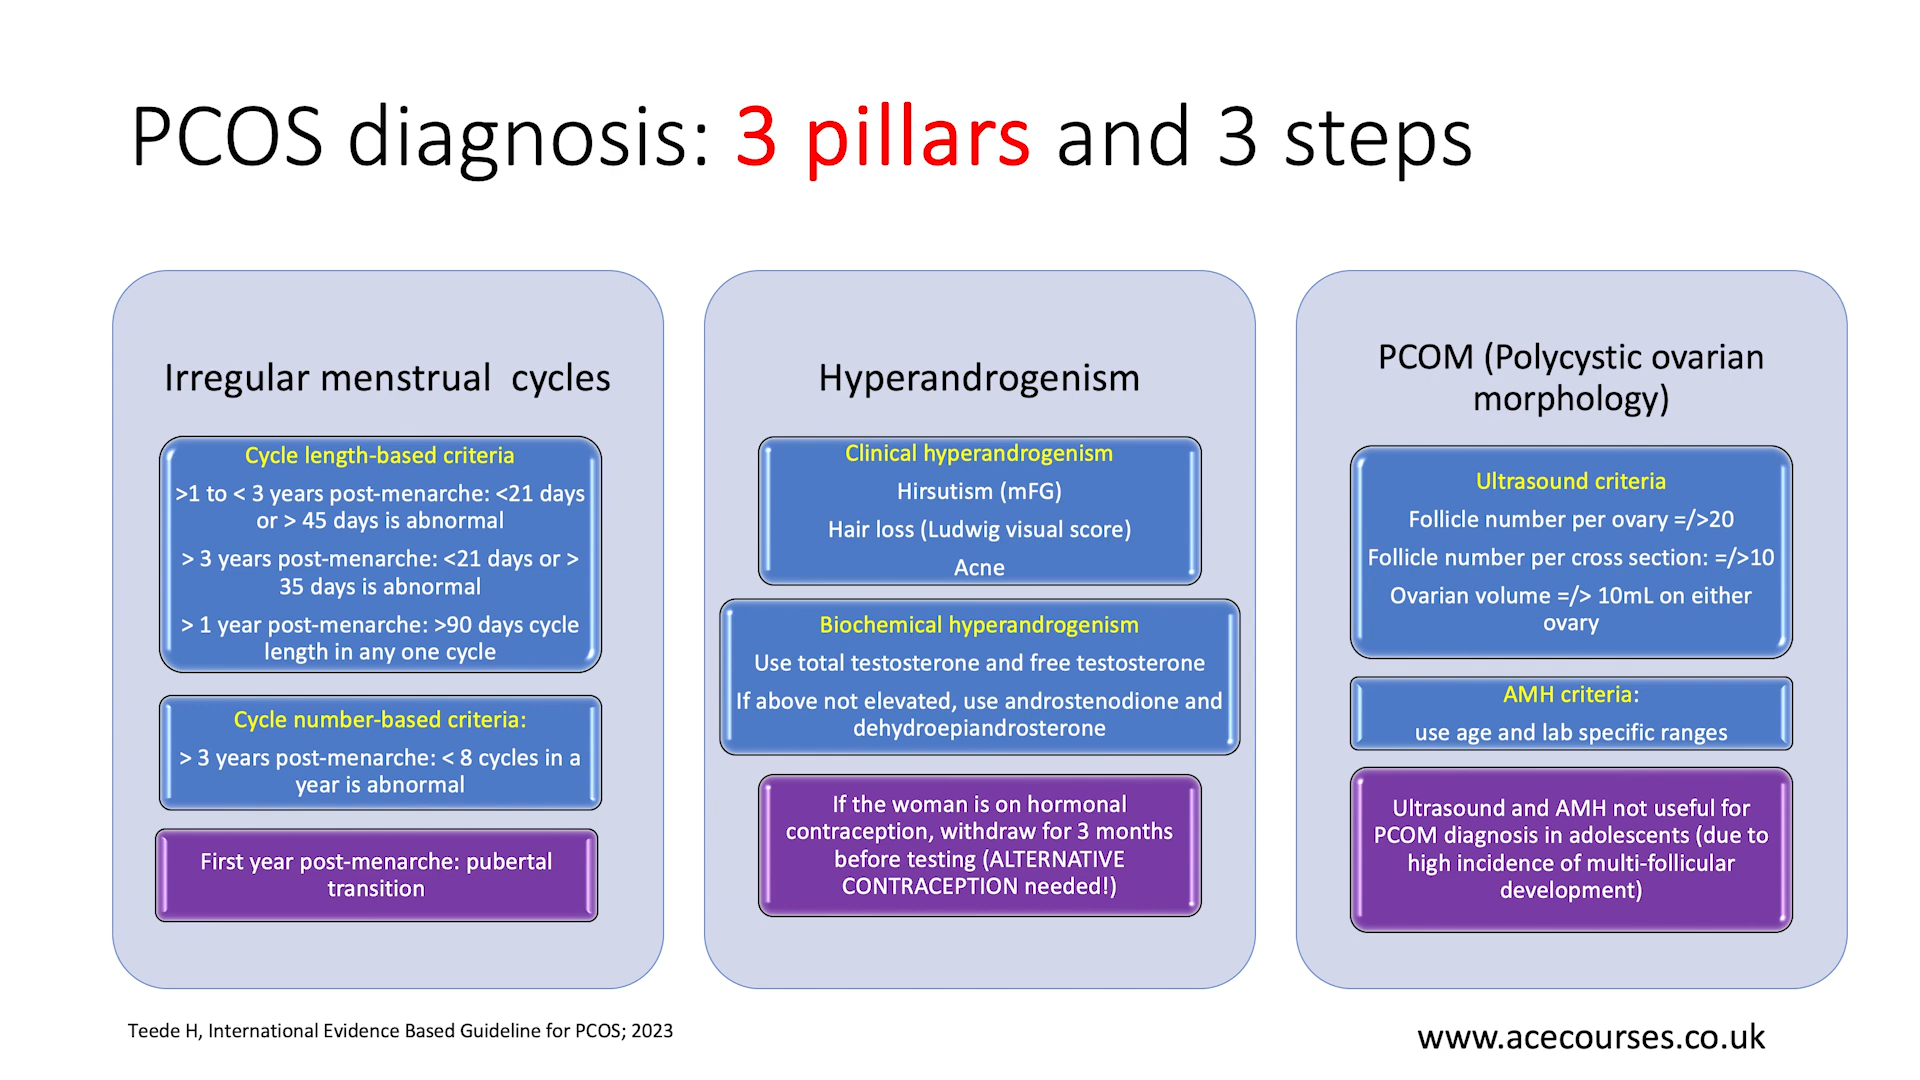 PCOS diagnosis: 3 pillars and 3 steps
Irregular menstrual cycles
Cycle length-based criteria
>1 to < 3 years post-menarche: <21 days
or > 45 days is abnormal
> 3 years post-menarche: <21 days or >
35 days is abnormal
> 1 year post-menarche: >90 days cycle
length in any one cycle
Cycle number-based criteria:
> 3 years post-menarche: < 8 cycles in a
year is abnormal
First year post-menarche: pubertal
transition
Hyperandrogenism
Clinical hyperandrogenism
Hirsutism (mFG)
Hair loss (Ludwig visual score)
Acne
Biochemical hyperandrogenism
Use total testosterone and free testosterone
If above not elevated, use androstenodione and
dehydroepiandrosterone
If the woman is on hormonal
contraception, withdraw for 3 months
before testing (ALTERNATIVE
CONTRACEPTION needed!)
PCOM (Polycystic ovarian
morphology)
Ultrasound criteria
Follicle number per ovary =/>20
Follicle number per cross section: =/>10
Ovarian volume =/> 10mL on either
ovary
AMH criteria:
use age and lab specific ranges
Ultrasound and AMH not useful for
PCOM diagnosis in adolescents (due to
high incidence of multi-follicular
development)
Teede H, International Evidence Based Guideline for PCOS; 2023
www.acecourses.co.uk